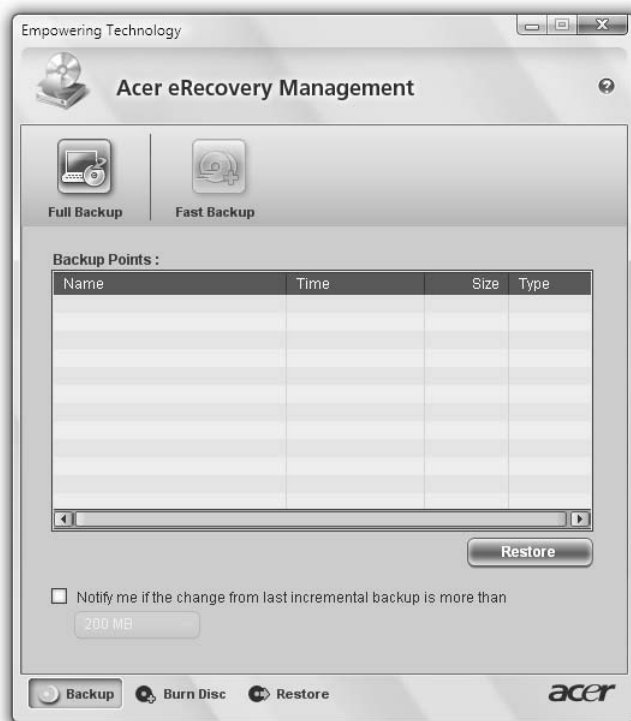 Empowering Technology
Acer eRecovery Management
Full Backup Fast Backup
Backup Points :
Name Time Size Type
Restore
Notify me if the change from last incremental backup is more than
200 MB
Backup Burn Disc Restore acer